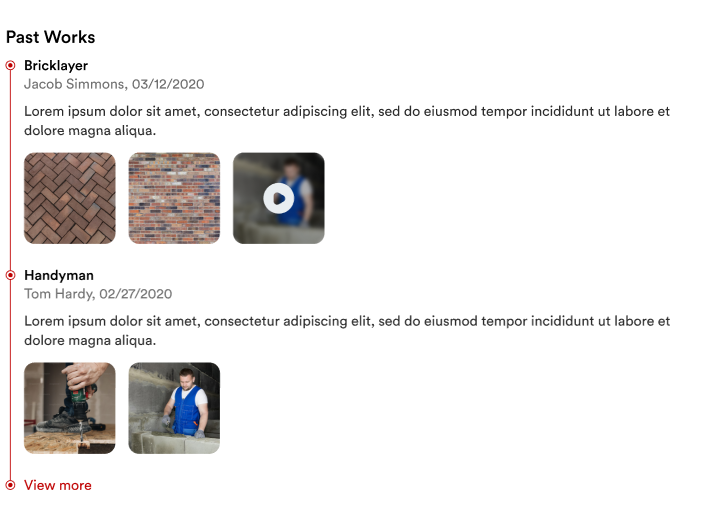 Past Works
Bricklayer
Jacob Simmons, 03/12/2020
Lorem ipsum dolor sit amet, consectetur adipiscing elit, sed do eiusmod tempor incididunt ut labore et
dolore magna aliqua.
Handyman
Tom Hardy, 02/27/2020
Lorem ipsum dolor sit amet, consectetur adipiscing elit, sed do eiusmod tempor incididunt ut labore et
dolore magna aliqua.
View more